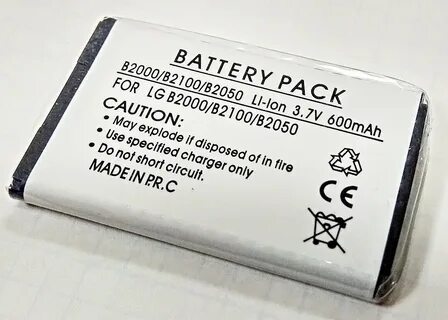 BATTERY PACK
B2000/B2100/B2050 Li-Ion 3.7V 600mAh
FOR LG B2000/B2100/B2050
CAUTION:
• May explode if disposed of in fire
• Use specified charger only
• Do not short circuit
MADE IN P.R.C